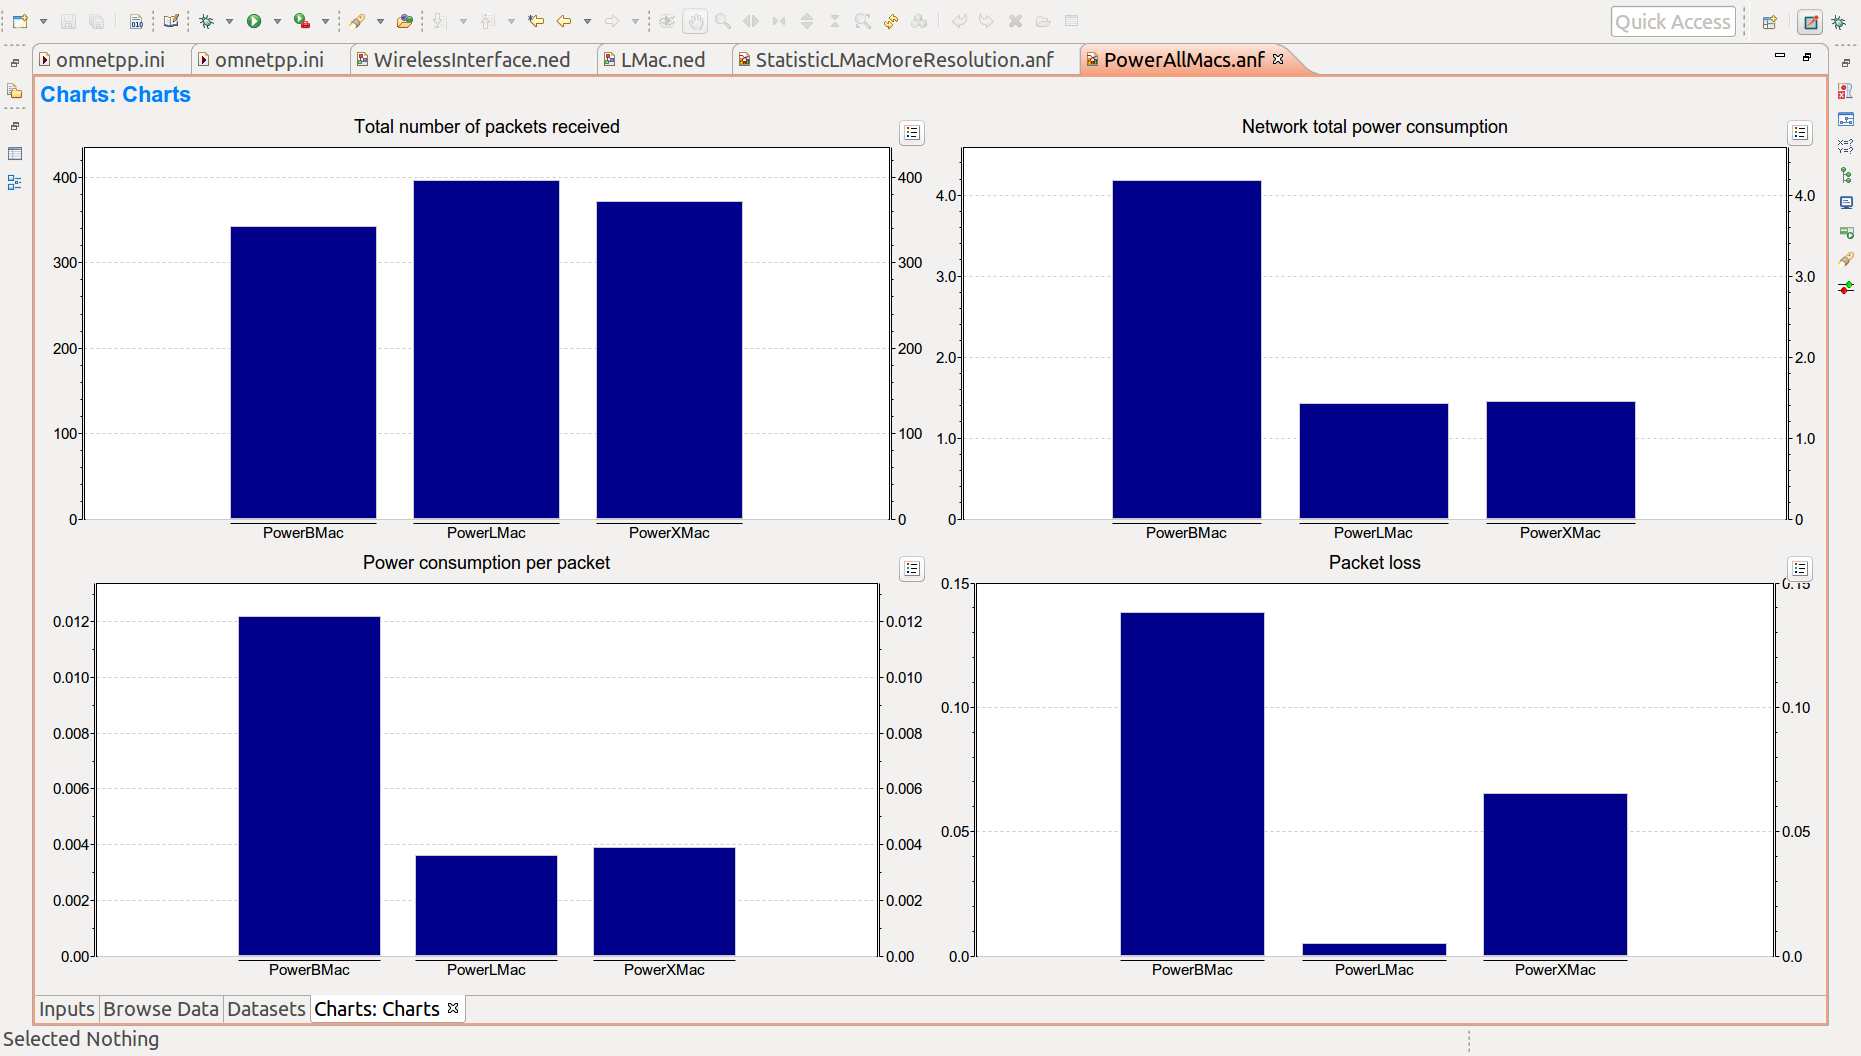 Quick Access
omnetpp.ini
omnetpp.ini
WirelessInterface.ned
LMac.ned
StatisticLMacMoreResolution.anf
PowerAllMacs.anf
Charts: Charts
Total number of packets received
400
300
200
100
0
400
300
200
100
0
PowerBMac
PowerLMac
PowerXMac
Network total power consumption
4.0
3.0
2.0
1.0
0
4.0
3.0
2.0
1.0
0
PowerBMac
PowerLMac
PowerXMac
Power consumption per packet
0.012
0.010
0.008
0.006
0.004
0.002
0.00
0.012
0.010
0.008
0.006
0.004
0.002
0.00
PowerBMac
PowerLMac
PowerXMac
Packet loss
0.15
0.10
0.05
0.0
0.15
0.10
0.05
0.0
PowerBMac
PowerLMac
PowerXMac
Inputs
Browse Data
Datasets
Charts: Charts
Selected Nothing